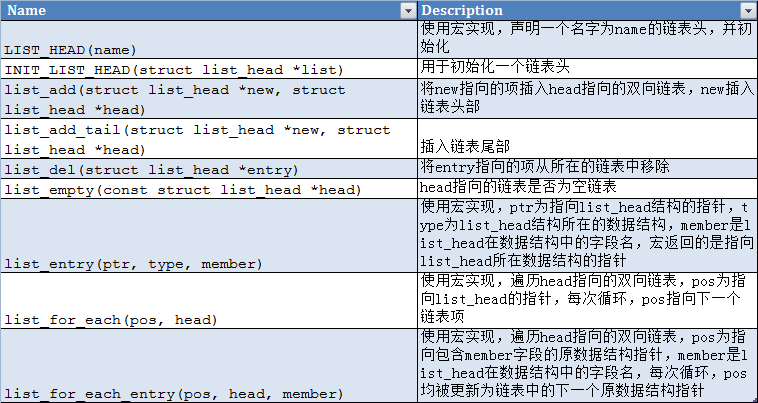 Name
Description
LIST_HEAD(name)
使用宏实现，声明一个名字为name的链表头，并初
始化
INIT_LIST_HEAD(struct list_head *list)
用于初始化一个链表头
list_add(struct list_head *new, struct
list_head *head)
将new指向的项插入head指向的双向链表，new插入
链表头部
list_add_tail(struct list_head *new, struct
list_head *head)
插入链表尾部
list_del(struct list_head *entry)
将entry指向的项从所在的链表中移除
list_empty(const struct list_head *head)
head指向的链表是否为空链表
list_entry(ptr, type, member)
使用宏实现，ptr为指向list_head结构的指针，t
ype为list_head结构所在的数据结构，member是l
ist_head在数据结构中的字段名，宏返回的是指向
list_head所在数据结构的指针
list_for_each(pos, head)
使用宏实现，遍历head指向的双向链表，pos为指
向list_head的指针，每次循环，pos指向下一个
链表项
list_for_each_entry(pos, head, member)
使用宏实现，遍历head指向的双向链表，pos为指
向包含member字段的原数据结构指针，member是l
ist_head在数据结构中的字段名，每次循环，pos
均被更新为链表中的下一个原数据结构指针